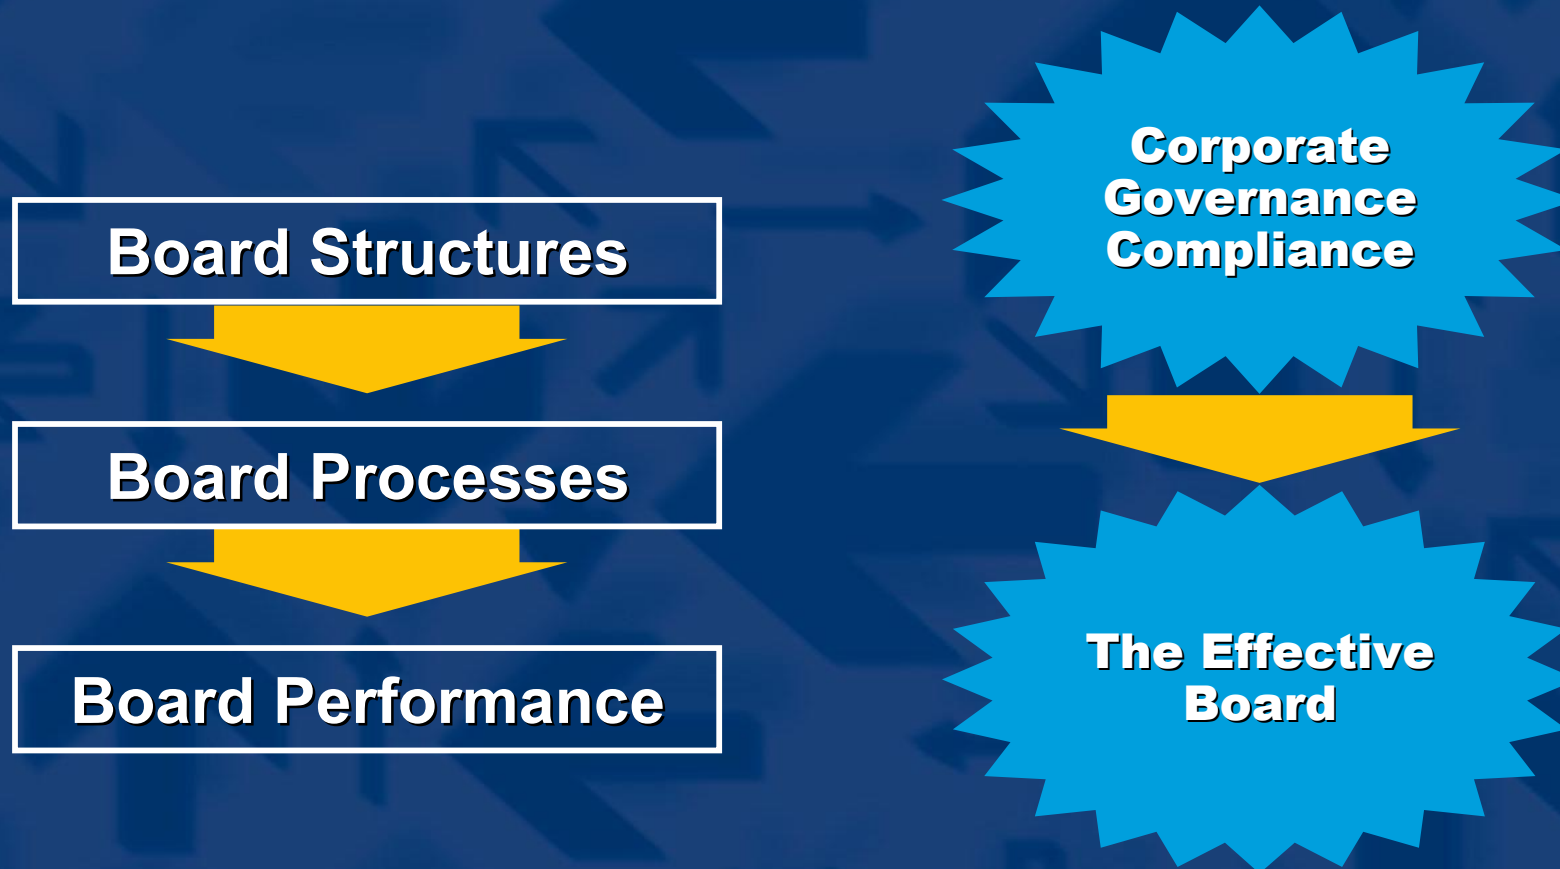 Board Structures
Board Processes
Board Performance
Corporate
Governance
Compliance
The Effective
Board